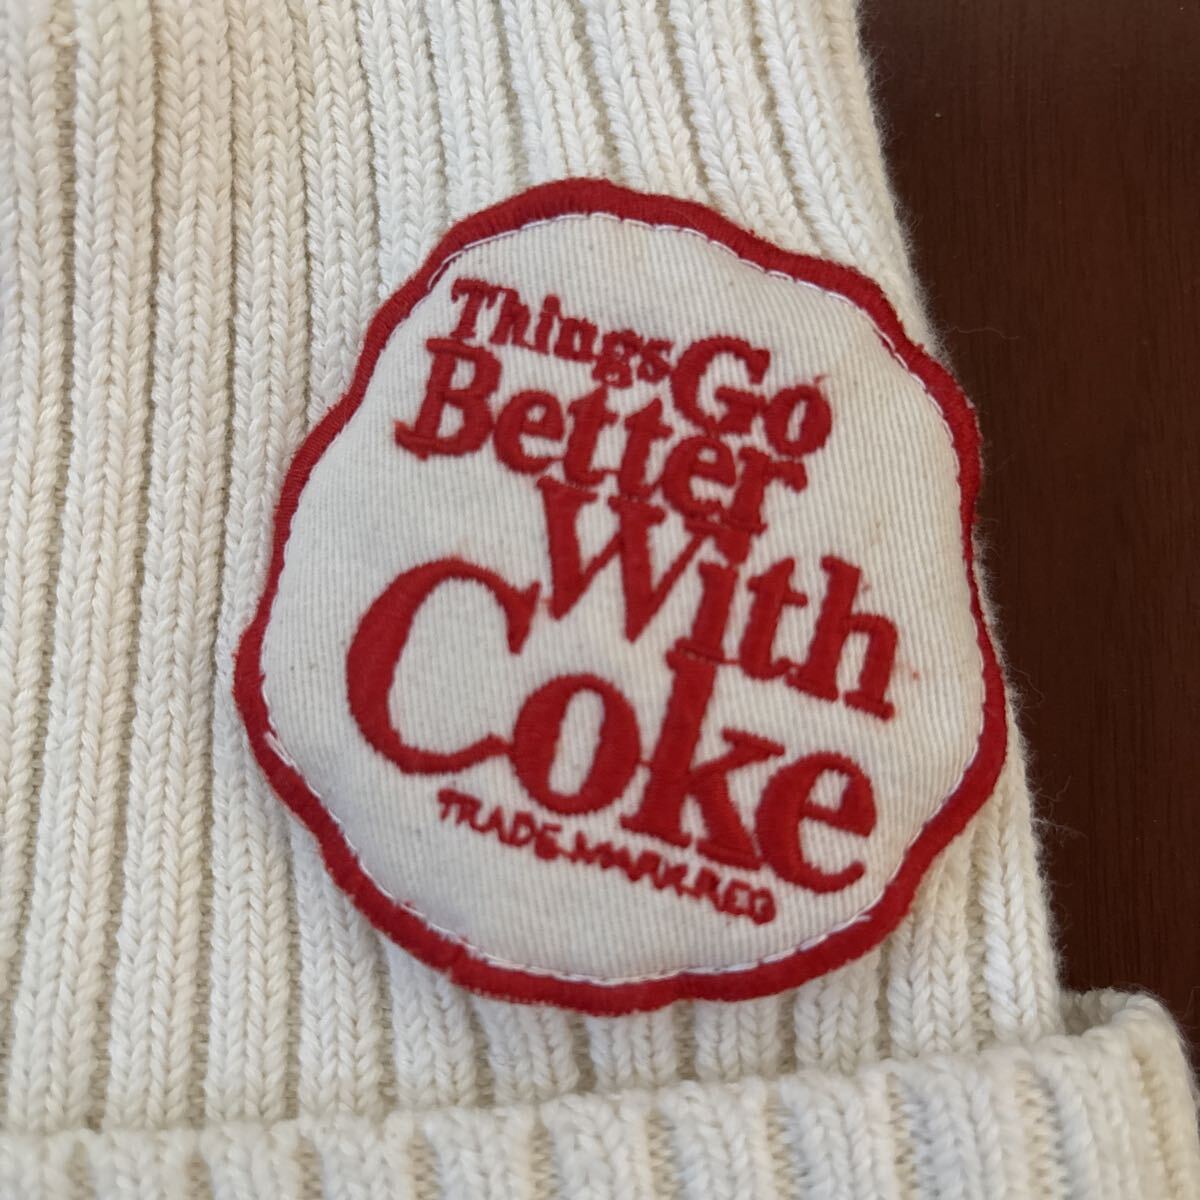 Things Go
Better
With
Coke
TRADE.MARK.REG